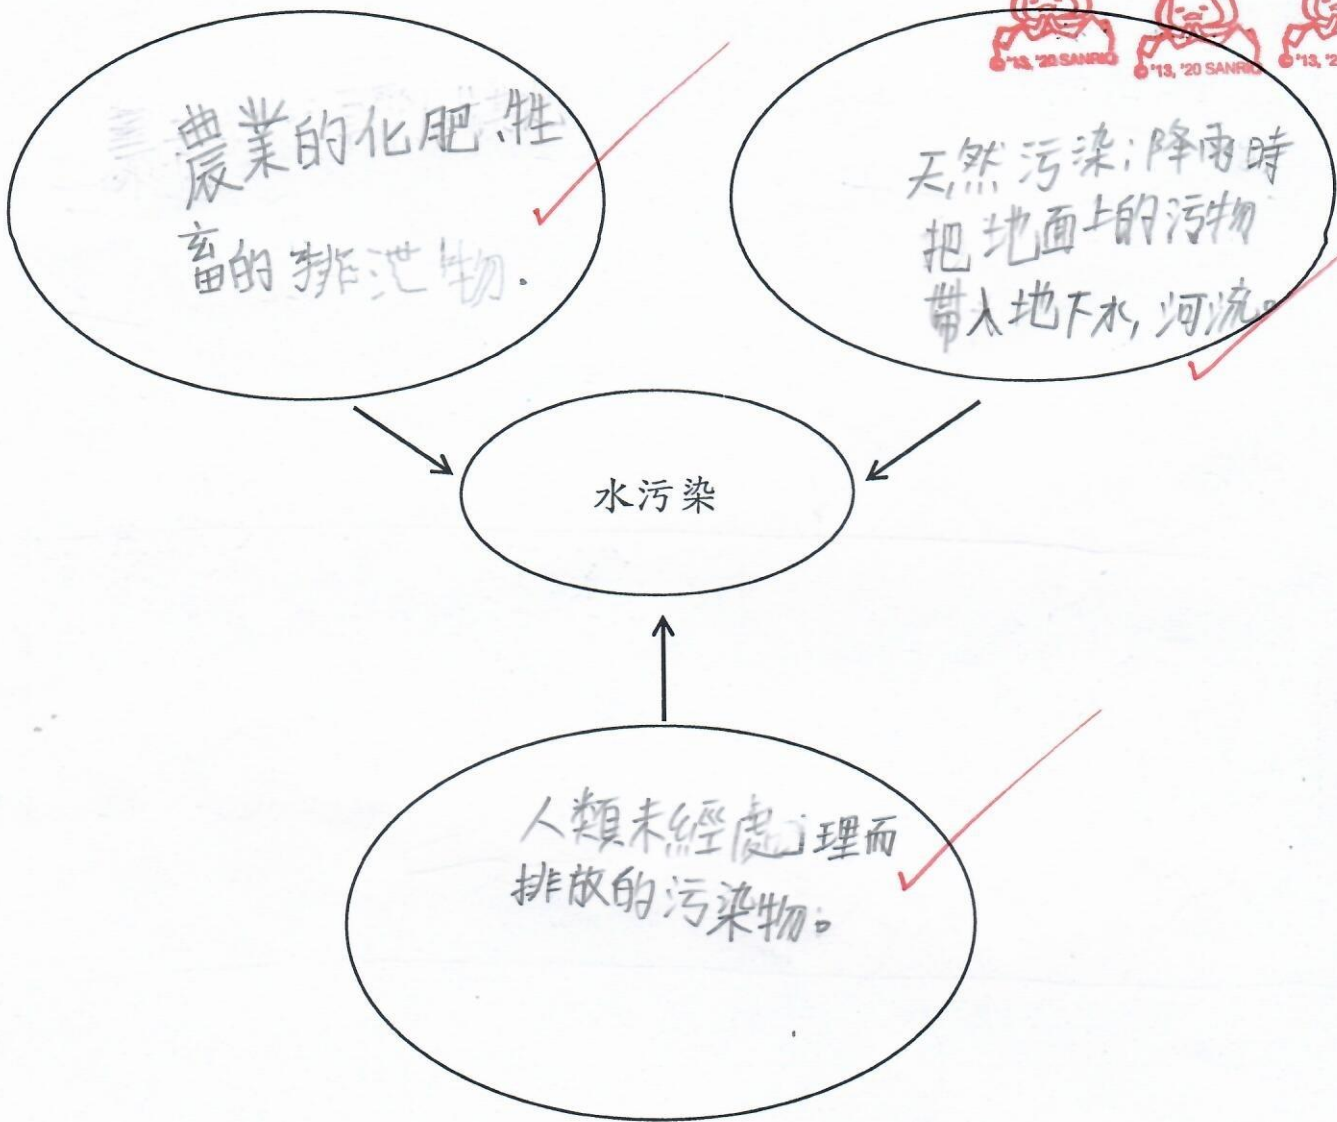 ©'13, '20 SANRIO
©'13, '20 SANRIO
©'13, '2
農業的化肥、牲
畜的排泄物.
天然污染:降雨時
把地面上的污物
帶入地下水,河流。
水污染
人類未經處理而
排放的污染物。